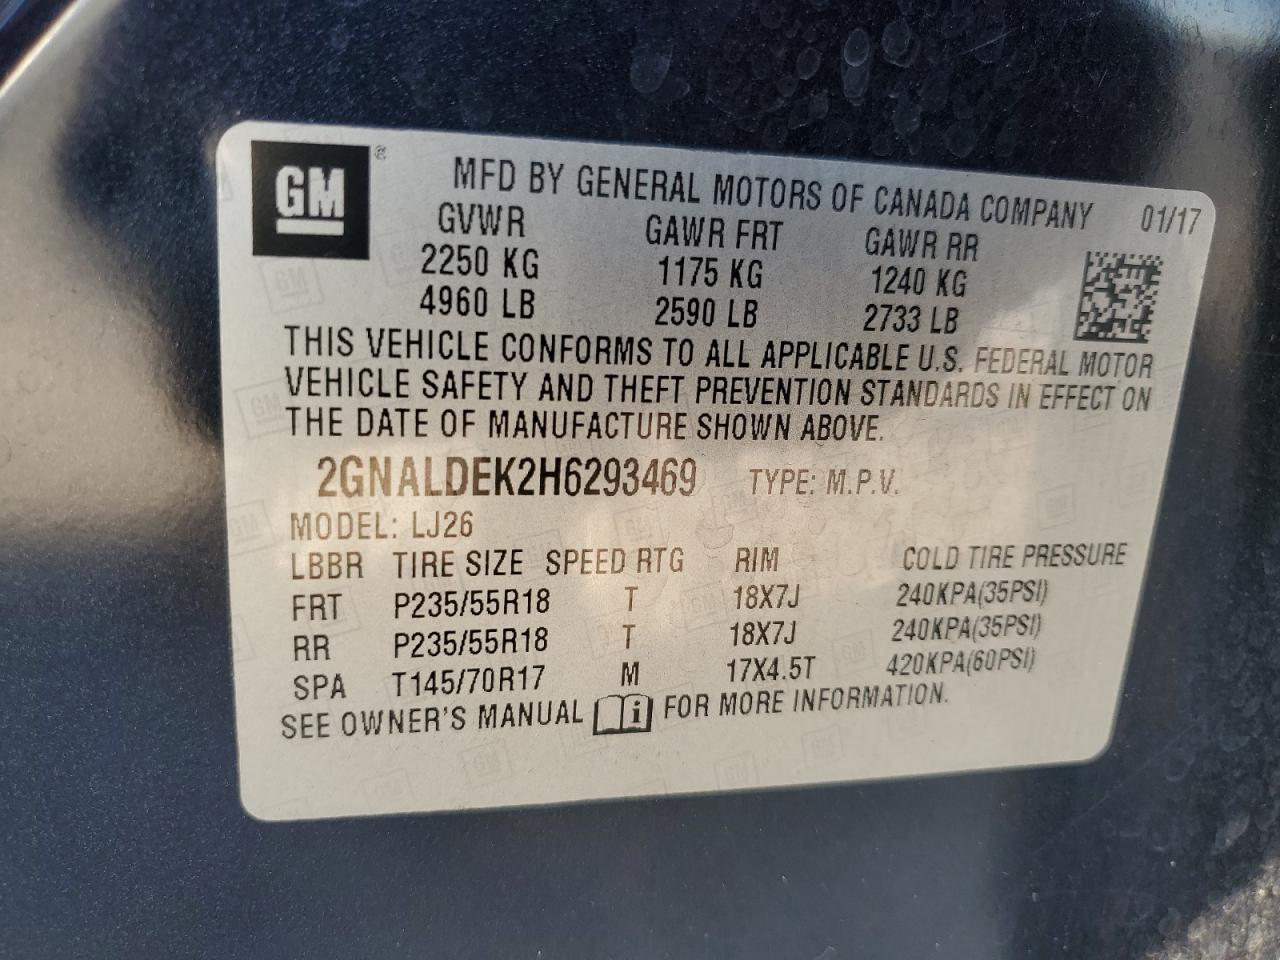 GM ®
MFD BY GENERAL MOTORS OF CANADA COMPANY 01/17
GVWR GAWR FRT GAWR RR
2250 KG 1175 KG 1240 KG
4960 LB 2590 LB 2733 LB
THIS VEHICLE CONFORMS TO ALL APPLICABLE U.S. FEDERAL MOTOR
VEHICLE SAFETY AND THEFT PREVENTION STANDARDS IN EFFECT ON
THE DATE OF MANUFACTURE SHOWN ABOVE.
2GNALDEK2H6293469 TYPE: M.P.V.
MODEL: LJ26
LBBR TIRE SIZE SPEED RTG RIM COLD TIRE PRESSURE
FRT P235/55R18 T 18X7J 240KPA(35PSI)
RR P235/55R18 T 18X7J 240KPA(35PSI)
SPA T145/70R17 M 17X4.5T 420KPA(60PSI)
SEE OWNER'S MANUAL i FOR MORE INFORMATION.